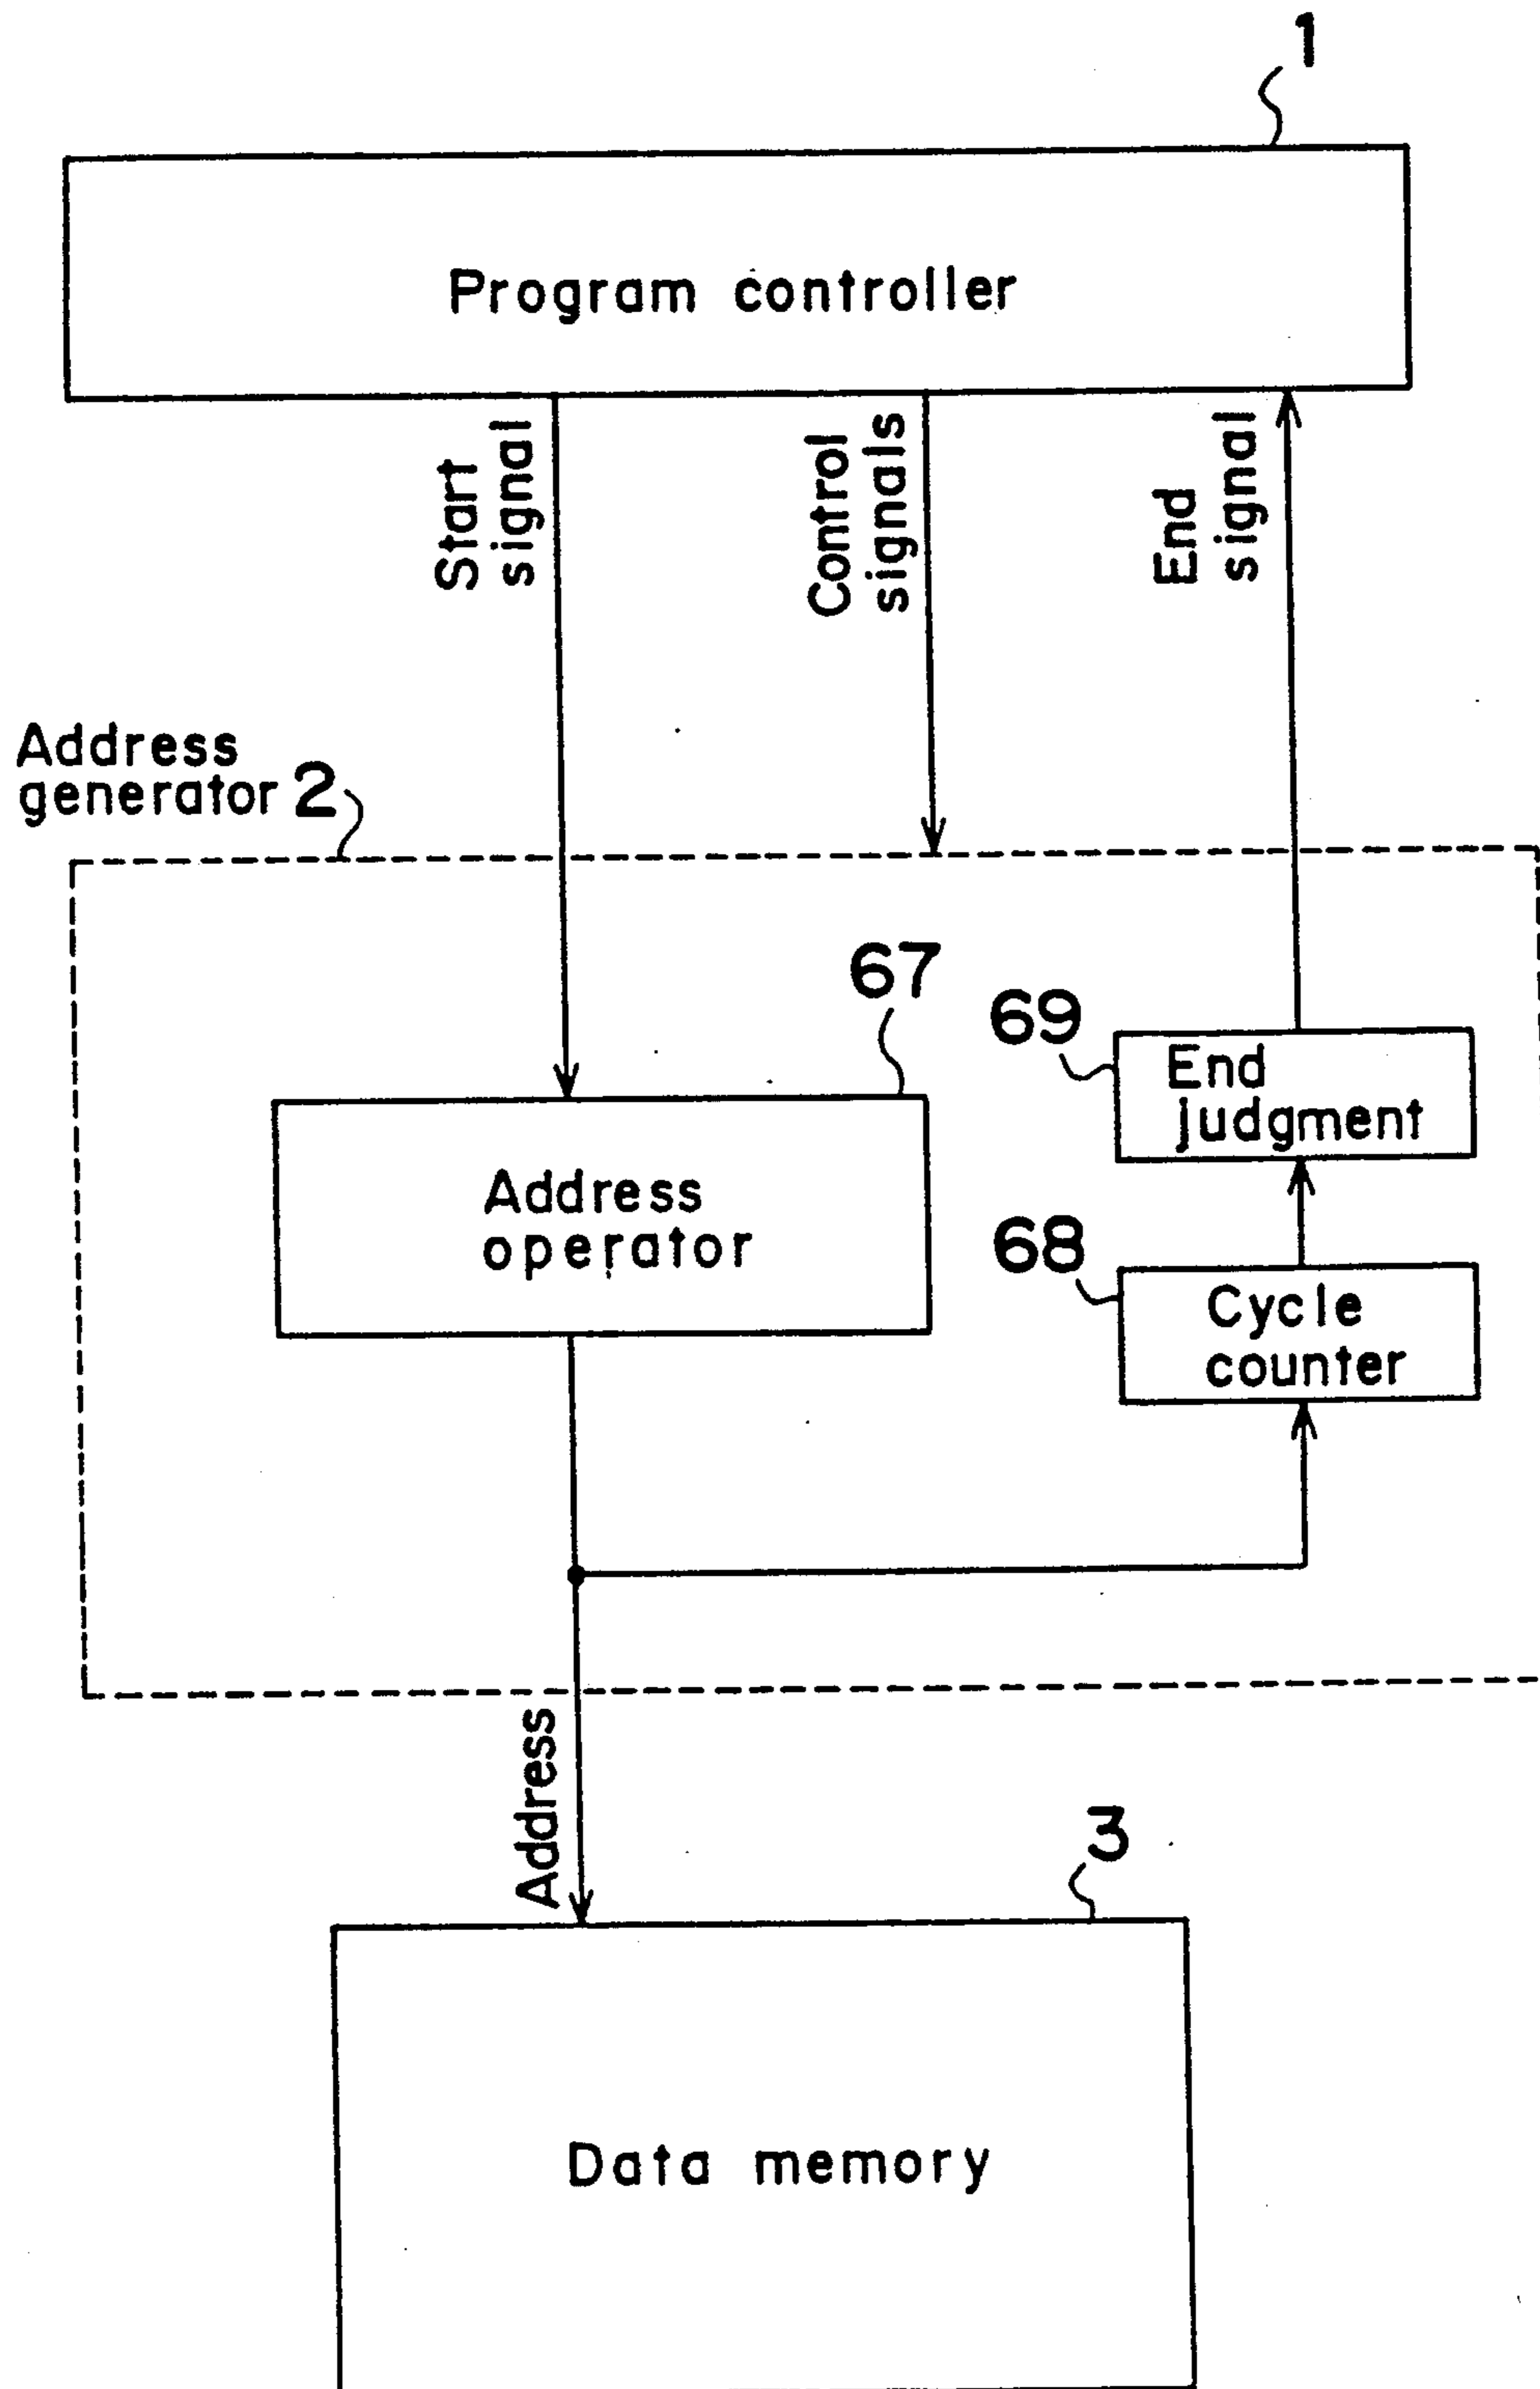 1
Program controller
Start
signal
Control
signals
End
signal
Address
generator 2
67
69
End
judgment
Address
operator
68
Cycle
counter
Address
3
Data memory